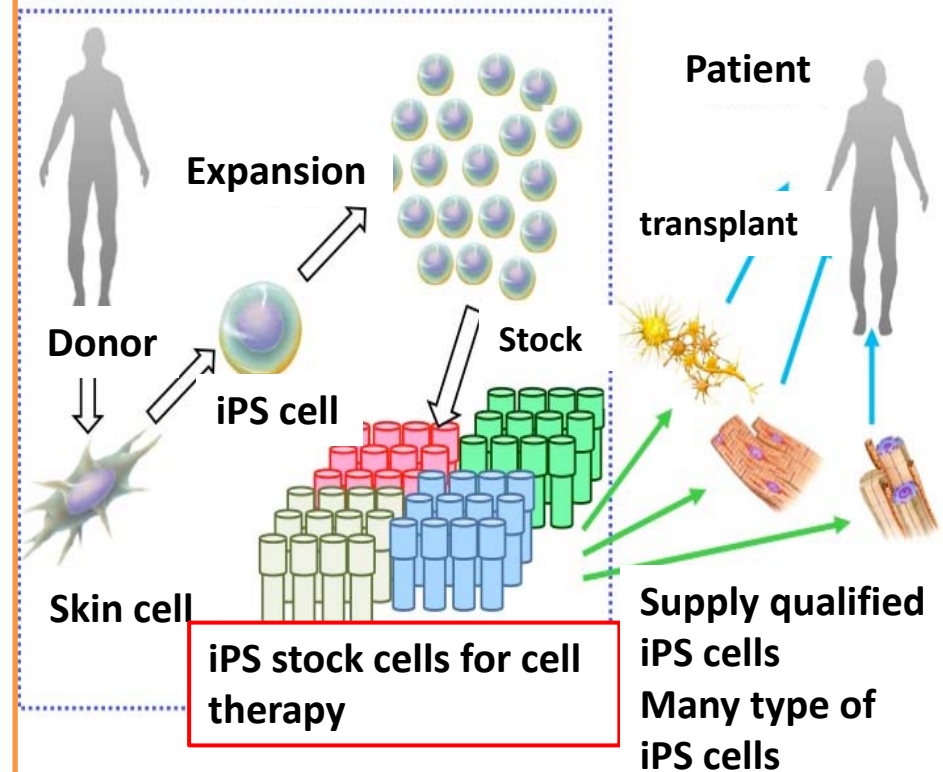 Patient
Expansion
transplant
Donor
Stock
iPS cell
Skin cell
iPS stock cells for cell
therapy
Supply qualified
iPS cells
Many type of
iPS cells